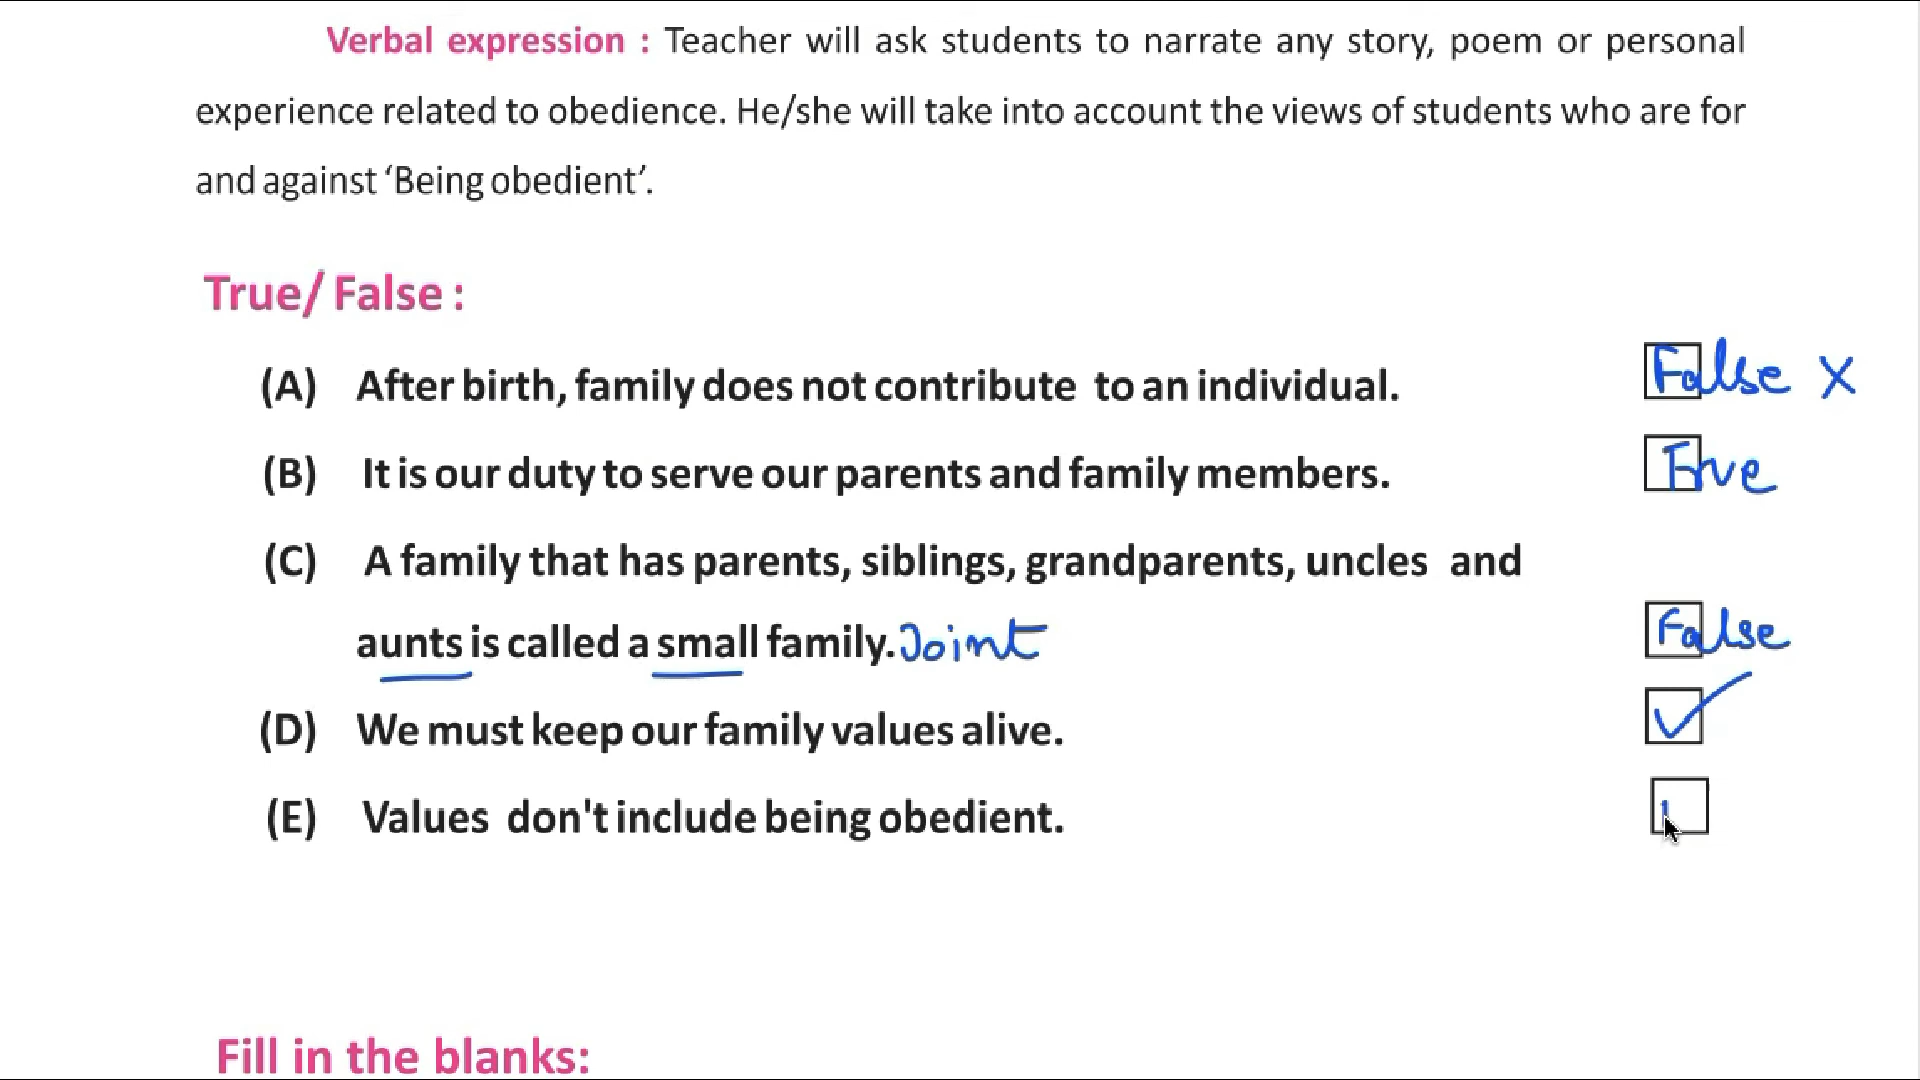 Verbal expression : Teacher will ask students to narrate any story, poem or personal
experience related to obedience. He/she will take into account the views of students who are for
and against ‘Being obedient’.
True/ False :
(A) After birth, family does not contribute to an individual. False X
(B) It is our duty to serve our parents and family members. True
(C) A family that has parents, siblings, grandparents, uncles and
aunts is called a small family. Joint False
(D) We must keep our family values alive. ✓
(E) Values don't include being obedient.
Fill in the blanks: